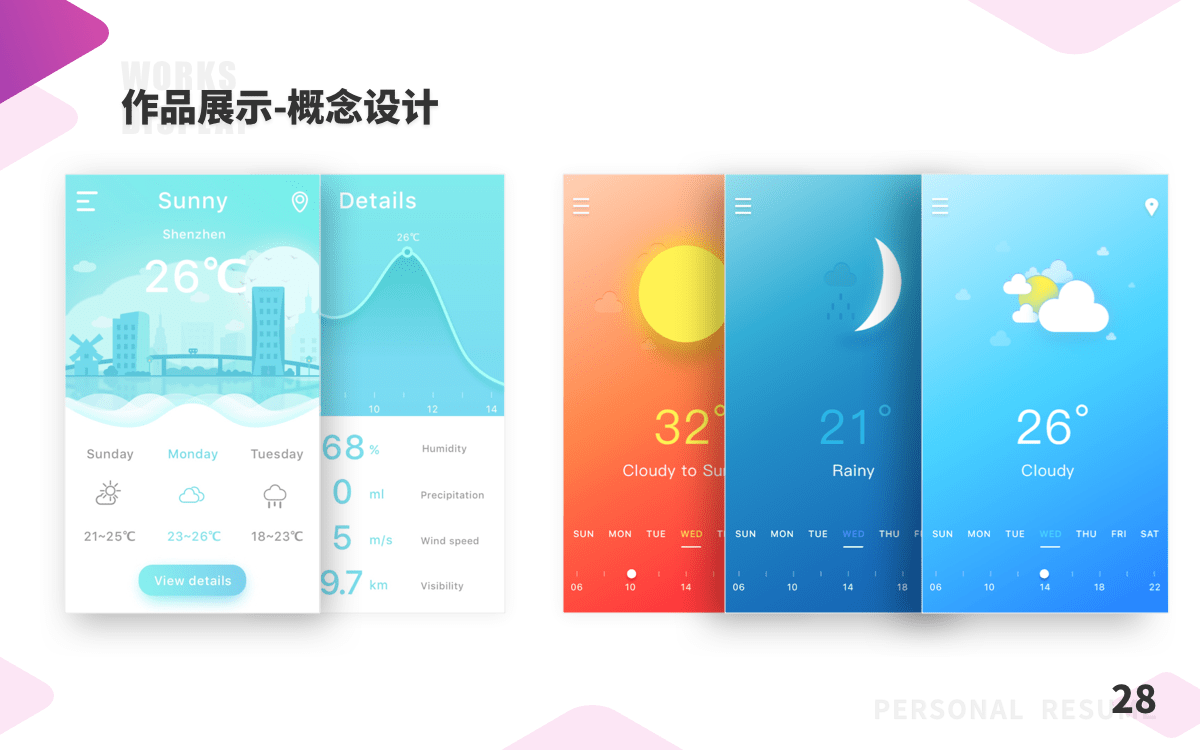 WORKS
DISPLAY
作品展示-概念设计
Sunny
Shenzhen
26℃
Sunday Monday Tuesday
21~25℃ 23~26℃ 18~23℃
View details
Details
26℃
10 12 14
68 % Humidity
0 ml Precipitation
5 m/s Wind speed
9.7 km Visibility
32°
Cloudy to Sun
SUN MON TUE WED T
06 10 14
21°
Rainy
SUN MON TUE WED THU F
06 10 14 18
26°
Cloudy
SUN MON TUE WED THU FRI SAT
06 10 14 18 22
PERSONAL RESUME
28